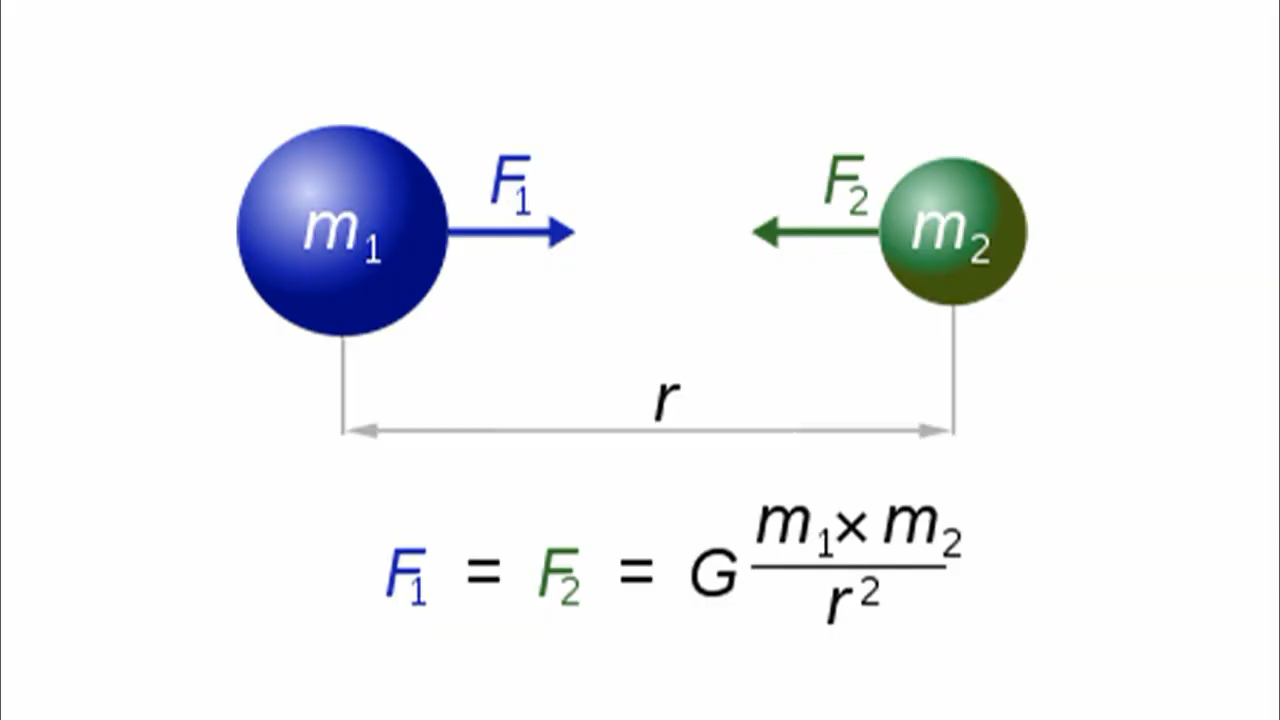 F₁ F₂
m₁ m₂
r
F₁ = F₂ = G (m₁ × m₂) / r²